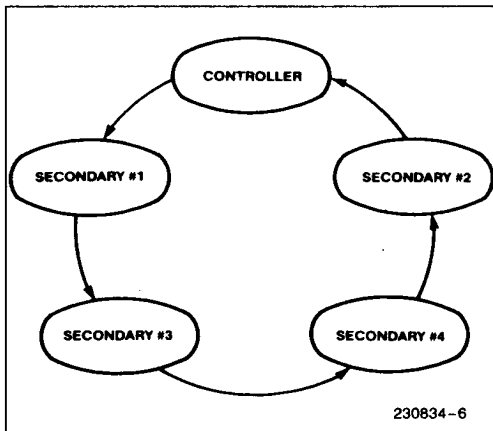 CONTROLLER
SECONDARY #1
SECONDARY #2
SECONDARY #3
SECONDARY #4
230834-6